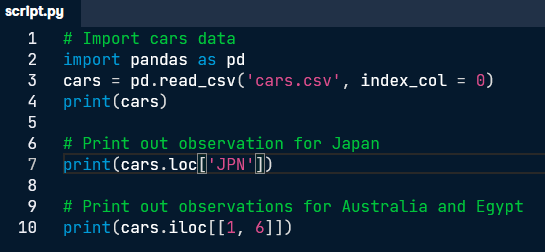 script.py
1 # Import cars data
2 import pandas as pd
3 cars = pd.read_csv('cars.csv', index_col = 0)
4 print(cars)
5
6 # Print out observation for Japan
7 print(cars.loc['JPN'])
8
9 # Print out observations for Australia and Egypt
10 print(cars.iloc[[1, 6]])